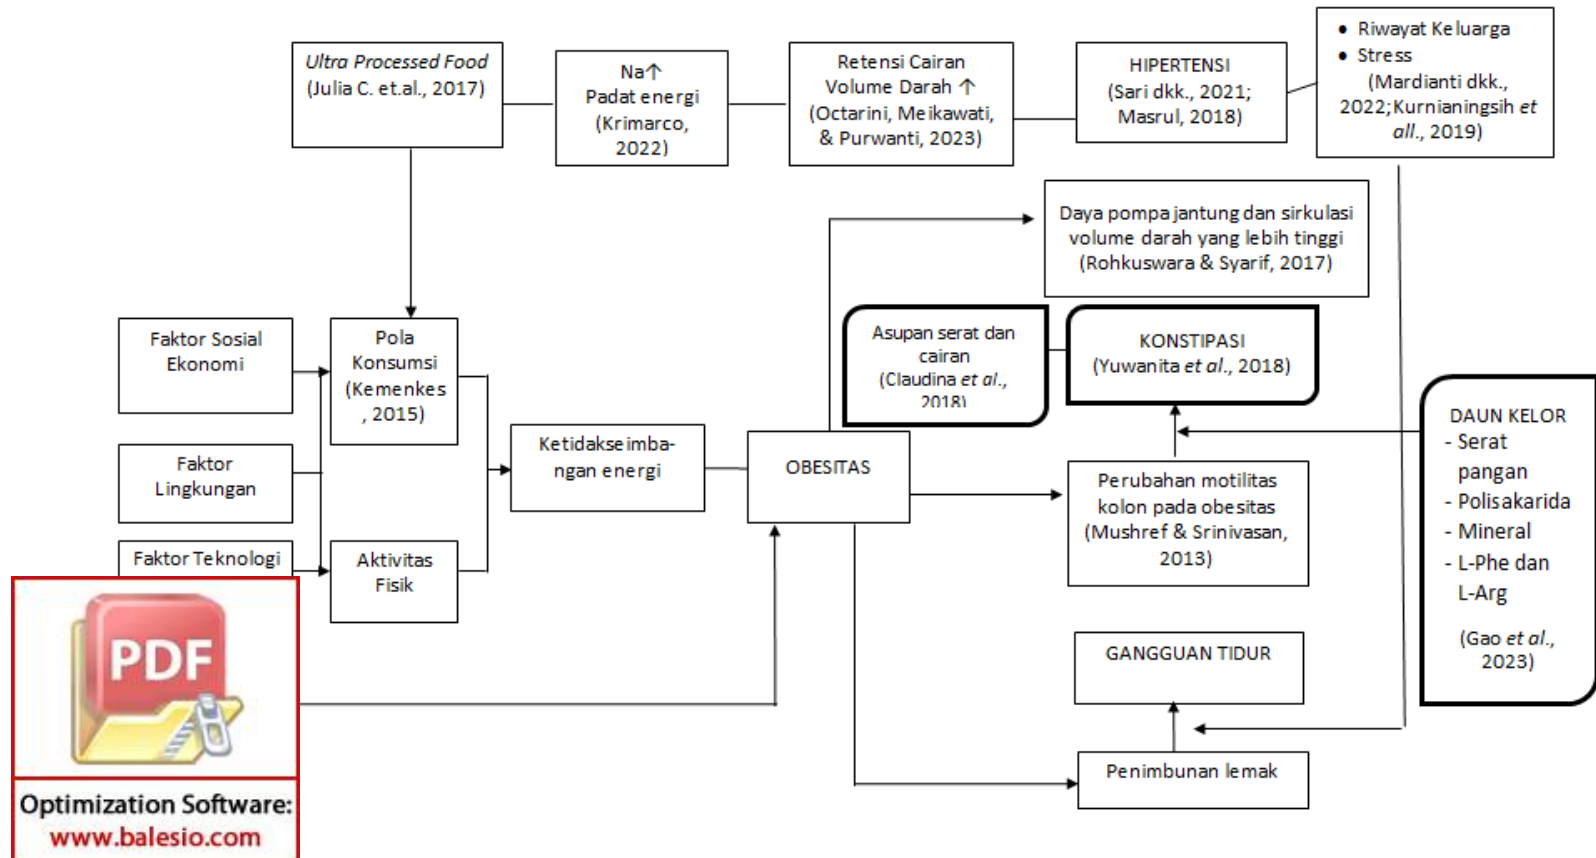 Ultra Processed Food
(Julia C. et.al., 2017)
Na↑
Padat energi
(Krimarco,
2022)
Retensi Cairan
Volume Darah ↑
(Octarini, Meikawati,
& Purwanti, 2023)
HIPERTENSI
(Sari dkk., 2021;
Masrul, 2018)
• Riwayat Keluarga
• Stress
(Mardianti dkk.,
2022;Kurnianingsih et
all., 2019)
Daya pompa jantung dan sirkulasi
volume darah yang lebih tinggi
(Rohkuswara & Syarif, 2017)
Faktor Sosial
Ekonomi
Pola
Konsumsi
(Kemenkes
, 2015)
Asupan serat dan
cairan
(Claudina et al.,
2018)
KONSTIPASI
(Yuwanita et al., 2018)
Faktor
Lingkungan
Ketidakseimba-
ngan energi
OBESITAS
Perubahan motilitas
kolon pada obesitas
(Mushref & Srinivasan,
2013)
DAUN KELOR
- Serat
pangan
- Polisakarida
- Mineral
- L-Phe dan
L-Arg
(Gao et al.,
2023)
Faktor Teknologi
Aktivitas
Fisik
GANGGUAN TIDUR
Penimbunan lemak
PDF
Optimization Software:
www.balesio.com